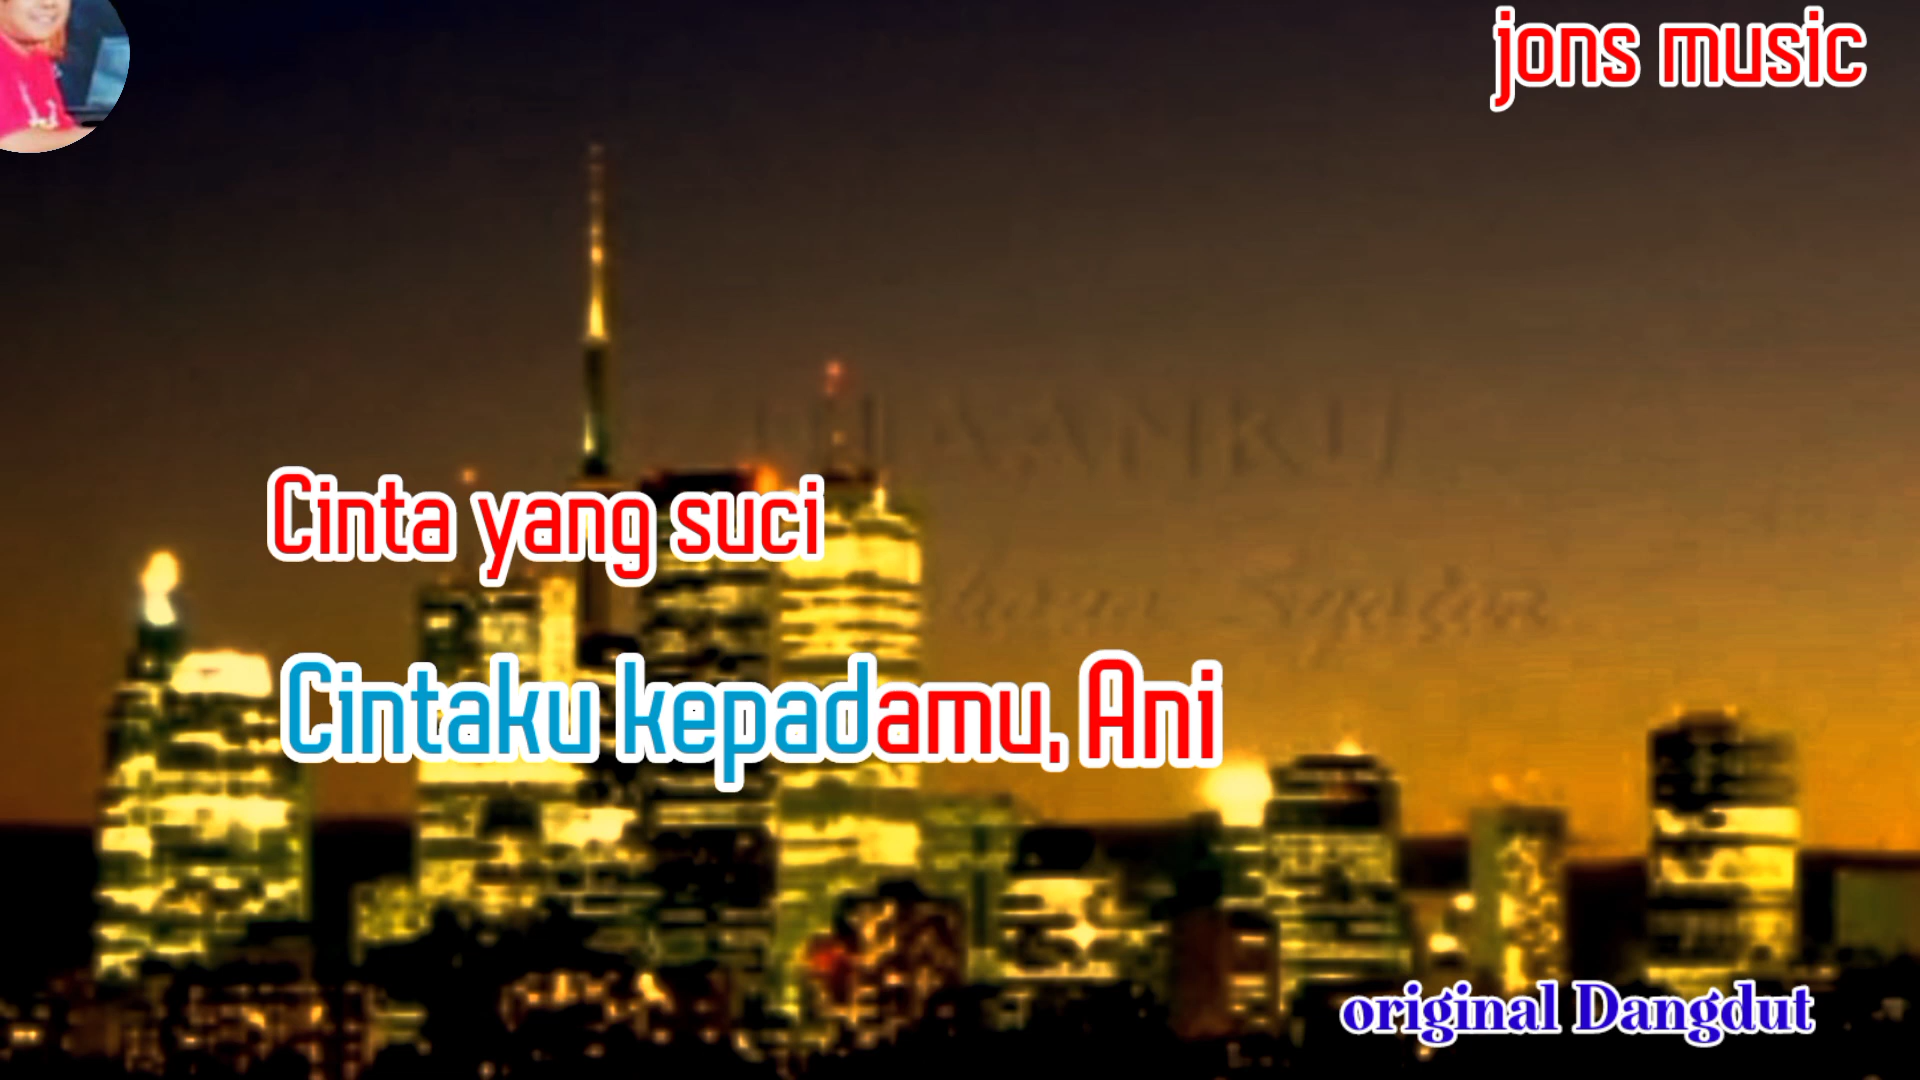 jons music
Cinta yang suci
Cintaku kepadamu, Ani
original Dangdut